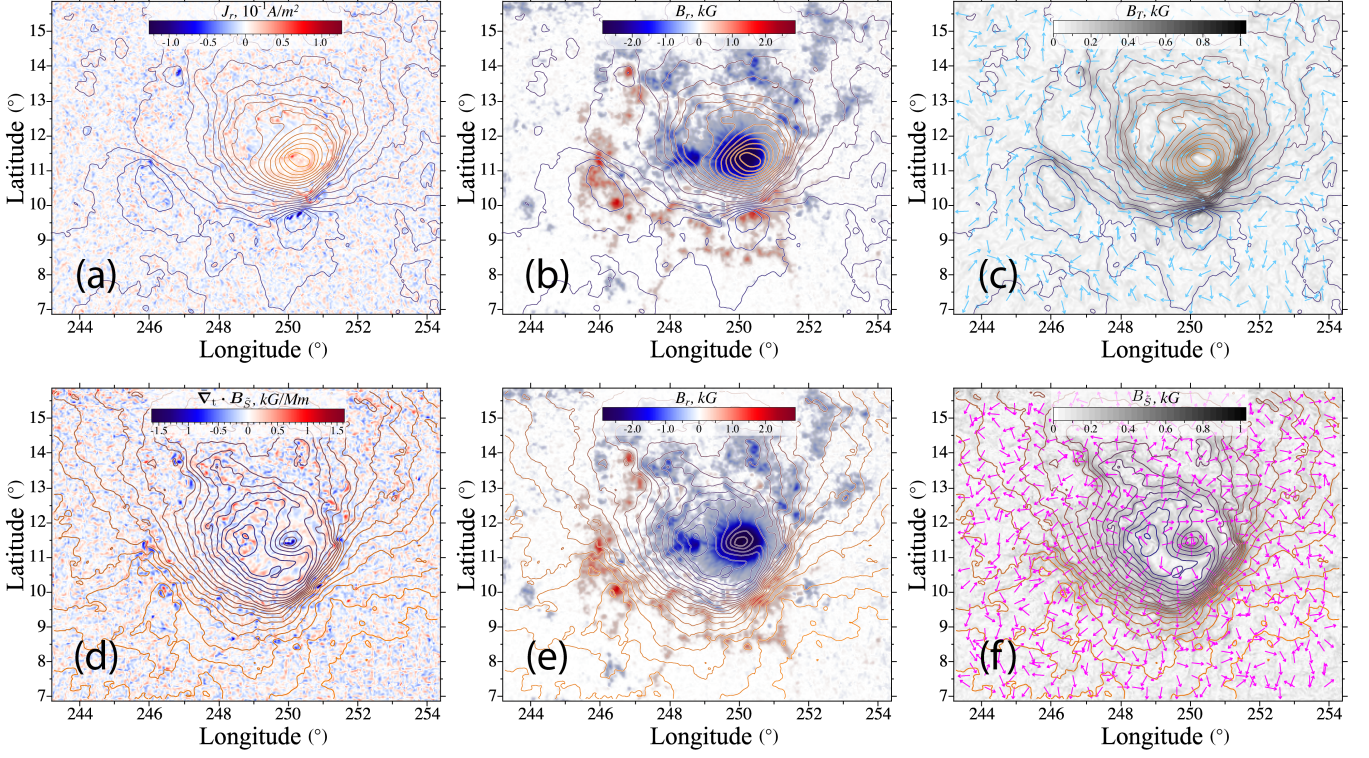 J_r, 10^-1 A/m^2
-1.0 -0.5 0 0.5 1.0
15
14
13
12
11
10
9
8
7
Latitude (°)
(a)
244 246 248 250 252 254
Longitude (°)
B_r, kG
-2.0 -1.0 0 1.0 2.0
15
14
13
12
11
10
9
8
7
Latitude (°)
(b)
244 246 248 250 252 254
Longitude (°)
B_T, kG
0 0.2 0.4 0.6 0.8 1
15
14
13
12
11
10
9
8
7
Latitude (°)
(c)
244 246 248 250 252 254
Longitude (°)
∇̄_t · B_S̃, kG/Mm
-1.5 -1 -0.5 0 0.5 1 1.5
15
14
13
12
11
10
9
8
7
Latitude (°)
(d)
244 246 248 250 252 254
Longitude (°)
B_r, kG
-2.0 -1.0 0 1.0 2.0
15
14
13
12
11
10
9
8
7
Latitude (°)
(e)
244 246 248 250 252 254
Longitude (°)
B_S̃, kG
0 0.2 0.4 0.6 0.8 1
15
14
13
12
11
10
9
8
7
Latitude (°)
(f)
244 246 248 250 252 254
Longitude (°)